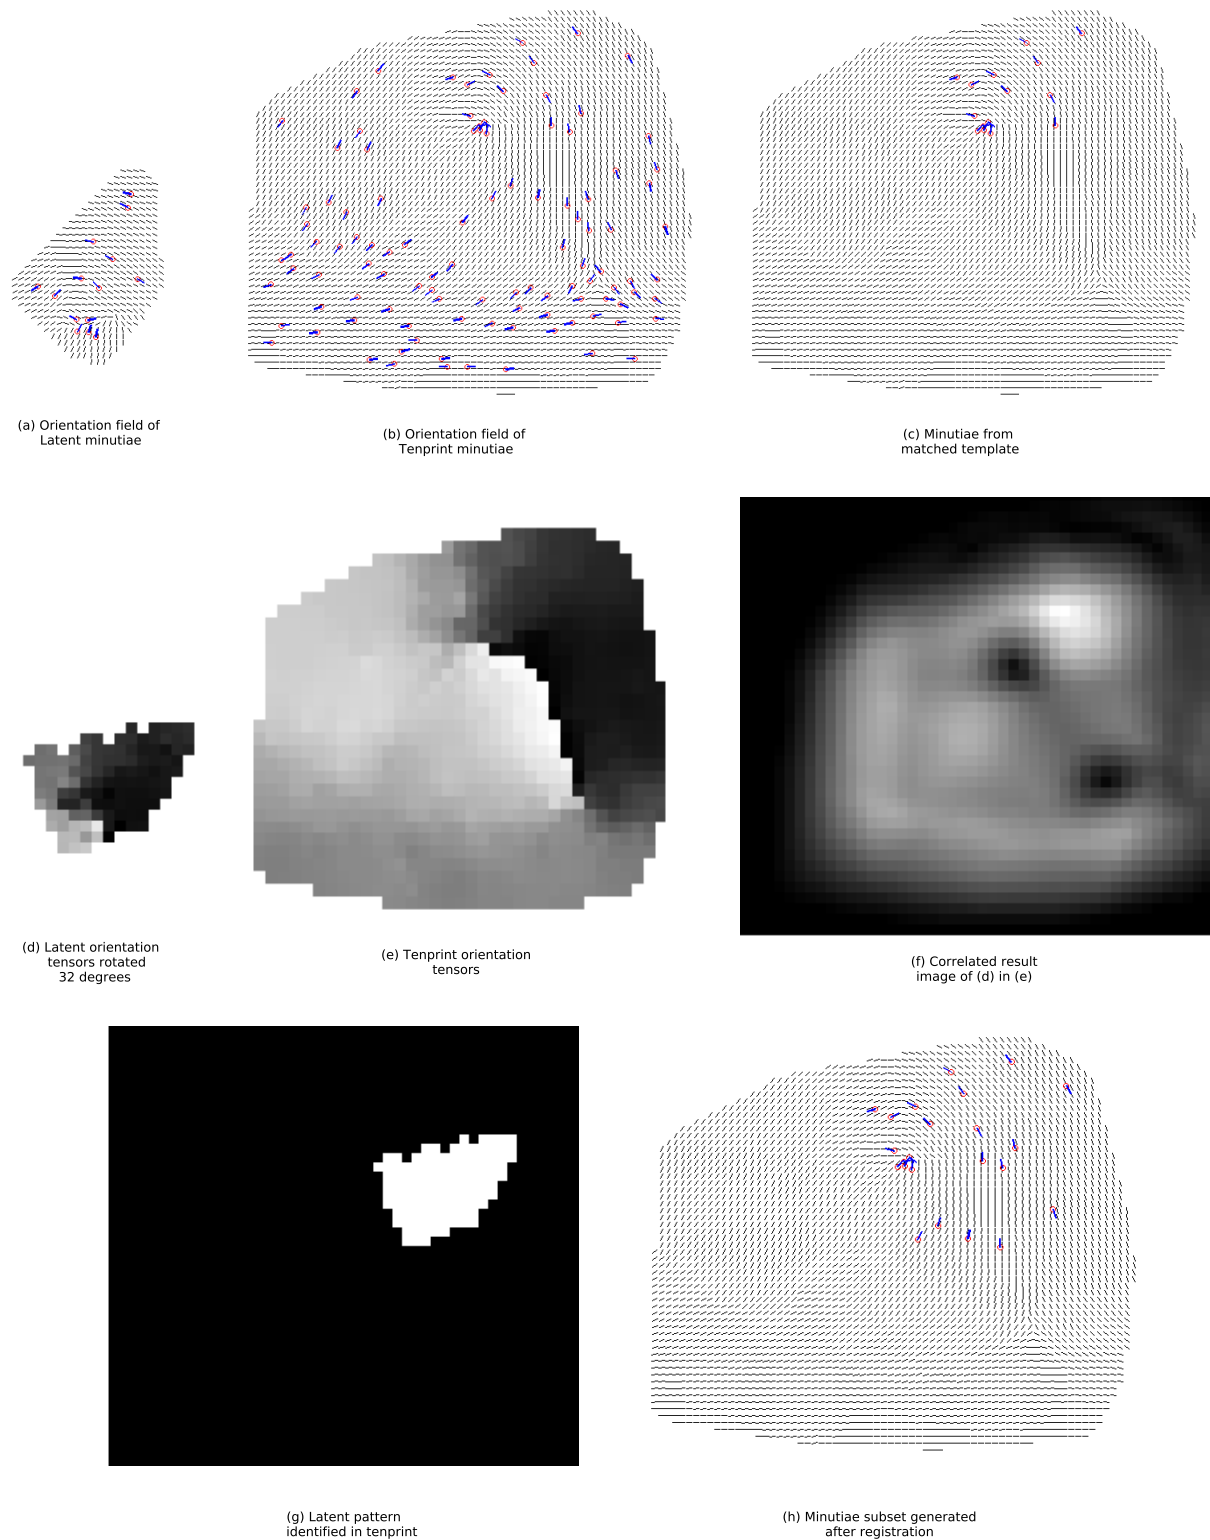 (a) Orientation field of
Latent minutiae
(b) Orientation field of
Tenprint minutiae
(c) Minutiae from
matched template
(d) Latent orientation
tensors rotated
32 degrees
(e) Tenprint orientation
tensors
(f) Correlated result
image of (d) in (e)
(g) Latent pattern
identified in tenprint
(h) Minutiae subset generated
after registration